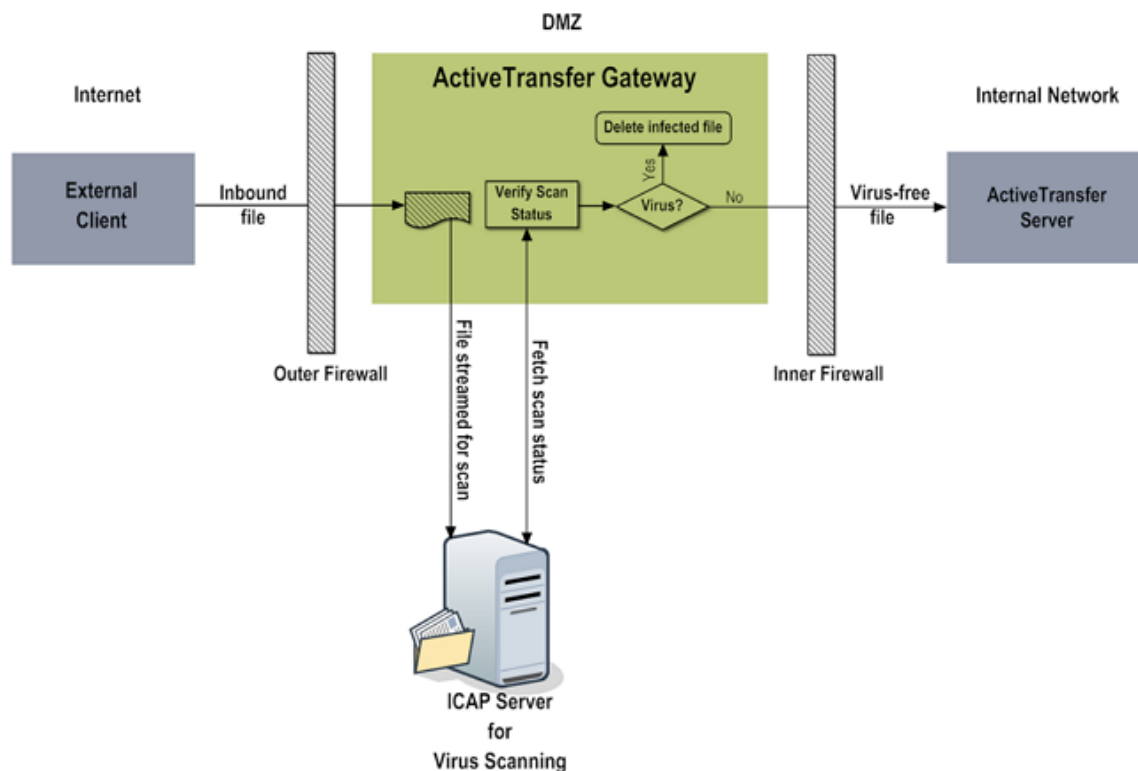 DMZ
Internet
ActiveTransfer Gateway
Internal Network
Delete infected file
External
Client
Inbound
file
Verify Scan
Status
Yes
Virus?
No
Virus-free
file
ActiveTransfer
Server
Outer Firewall
File streamed for scan
Fetch scan status
Inner Firewall
ICAP Server
for
Virus Scanning